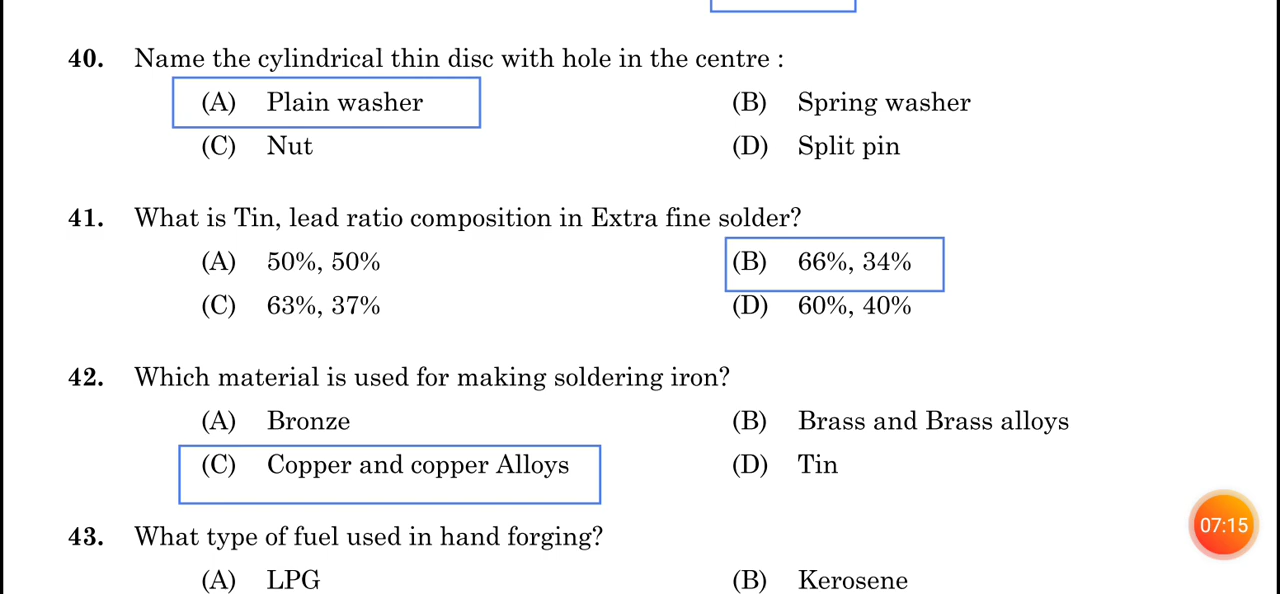 40. Name the cylindrical thin disc with hole in the centre :
(A) Plain washer (B) Spring washer
(C) Nut (D) Split pin
41. What is Tin, lead ratio composition in Extra fine solder?
(A) 50%, 50% (B) 66%, 34%
(C) 63%, 37% (D) 60%, 40%
42. Which material is used for making soldering iron?
(A) Bronze (B) Brass and Brass alloys
(C) Copper and copper Alloys (D) Tin
07:15
43. What type of fuel used in hand forging?
(A) LPG (B) Kerosene